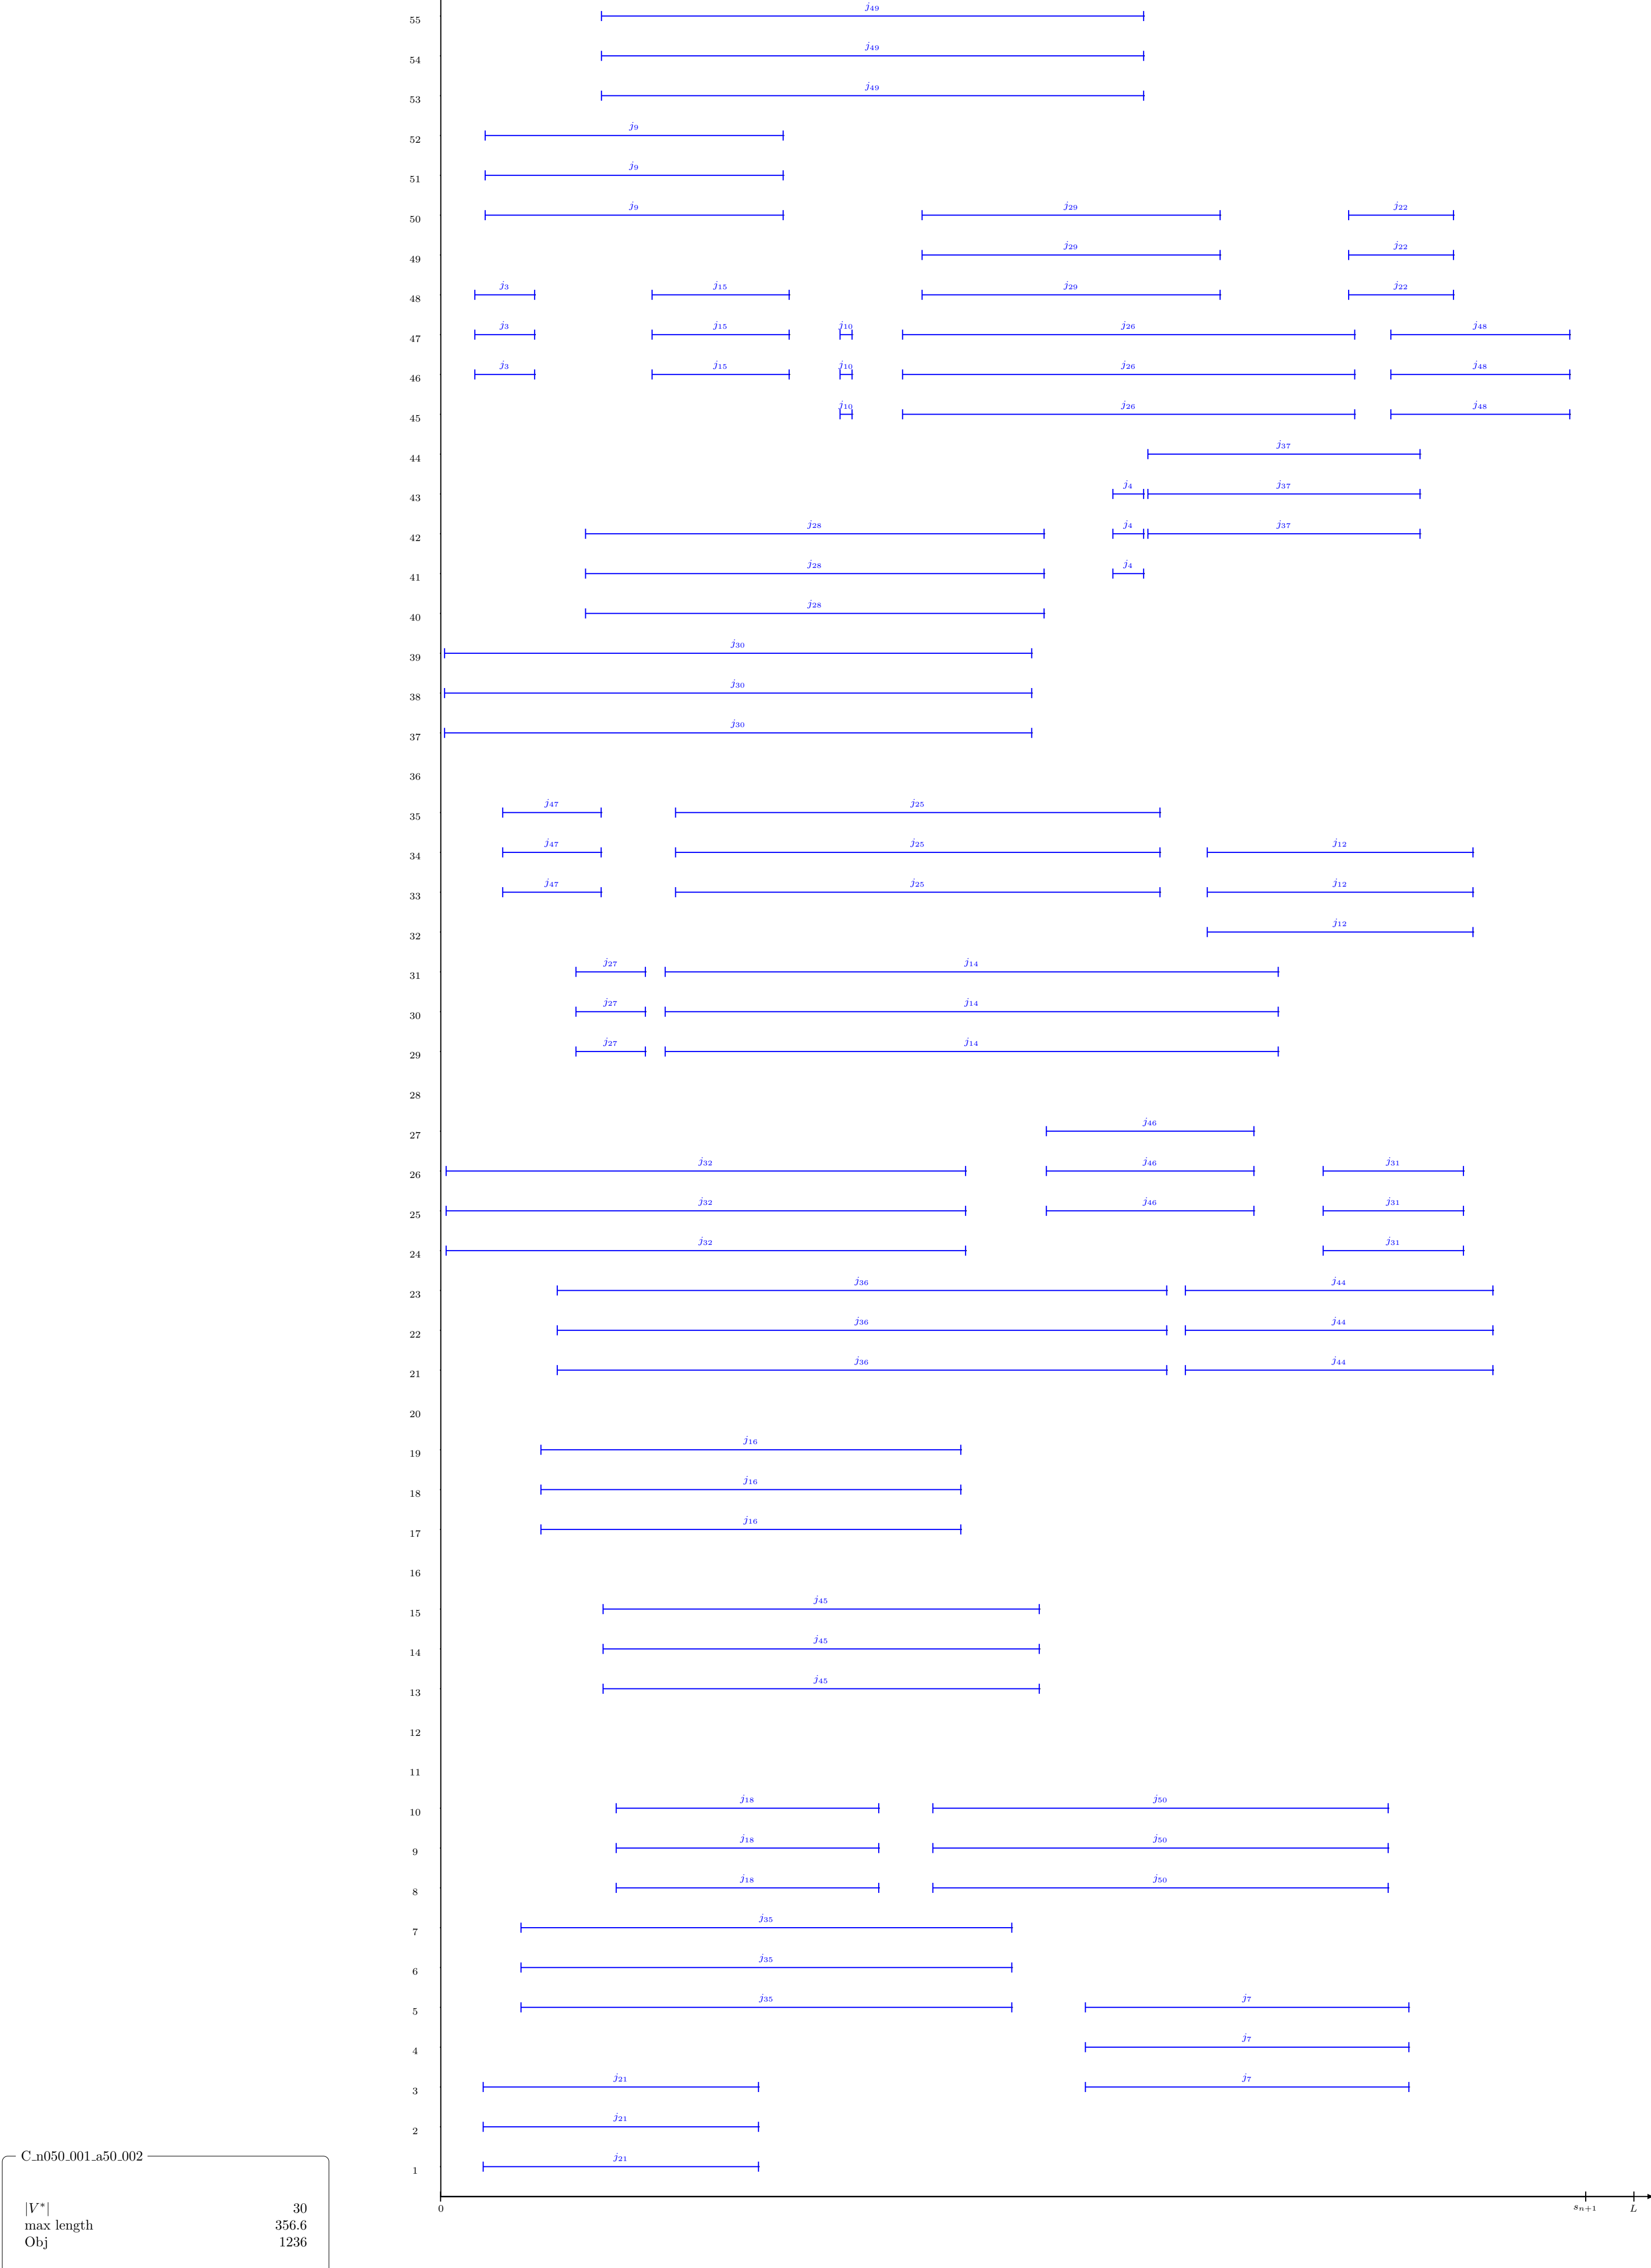 j49
55
j49
54
j49
53
j9
52
j9
51
j9 j29 j22
50
j29 j22
49
j3 j15 j29 j22
48
j3 j15 j10 j26 j48
47
j3 j15 j10 j26 j48
46
j10 j26 j48
45
j37
44
j4 j37
43
j28 j4 j37
42
j28 j4
41
j28
40
j30
39
j30
38
j30
37
36
j47 j25
35
j47 j25 j12
34
j47 j25 j12
33
j12
32
j27 j14
31
j27 j14
30
j27 j14
29
28
j46
27
j32 j46 j31
26
j32 j46 j31
25
j32 j31
24
j36 j44
23
j36 j44
22
j36 j44
21
20
j16
19
j16
18
j16
17
16
j45
15
j45
14
j45
13
12
11
j18 j50
10
j18 j50
9
j18 j50
8
j35
7
j35
6
j35 j7
5
j7
4
j21 j7
3
j21
2
j21
1
0 sn+1 L
C_n050_001_a50_002
|V*| 30
max length 356.6
Obj 1236